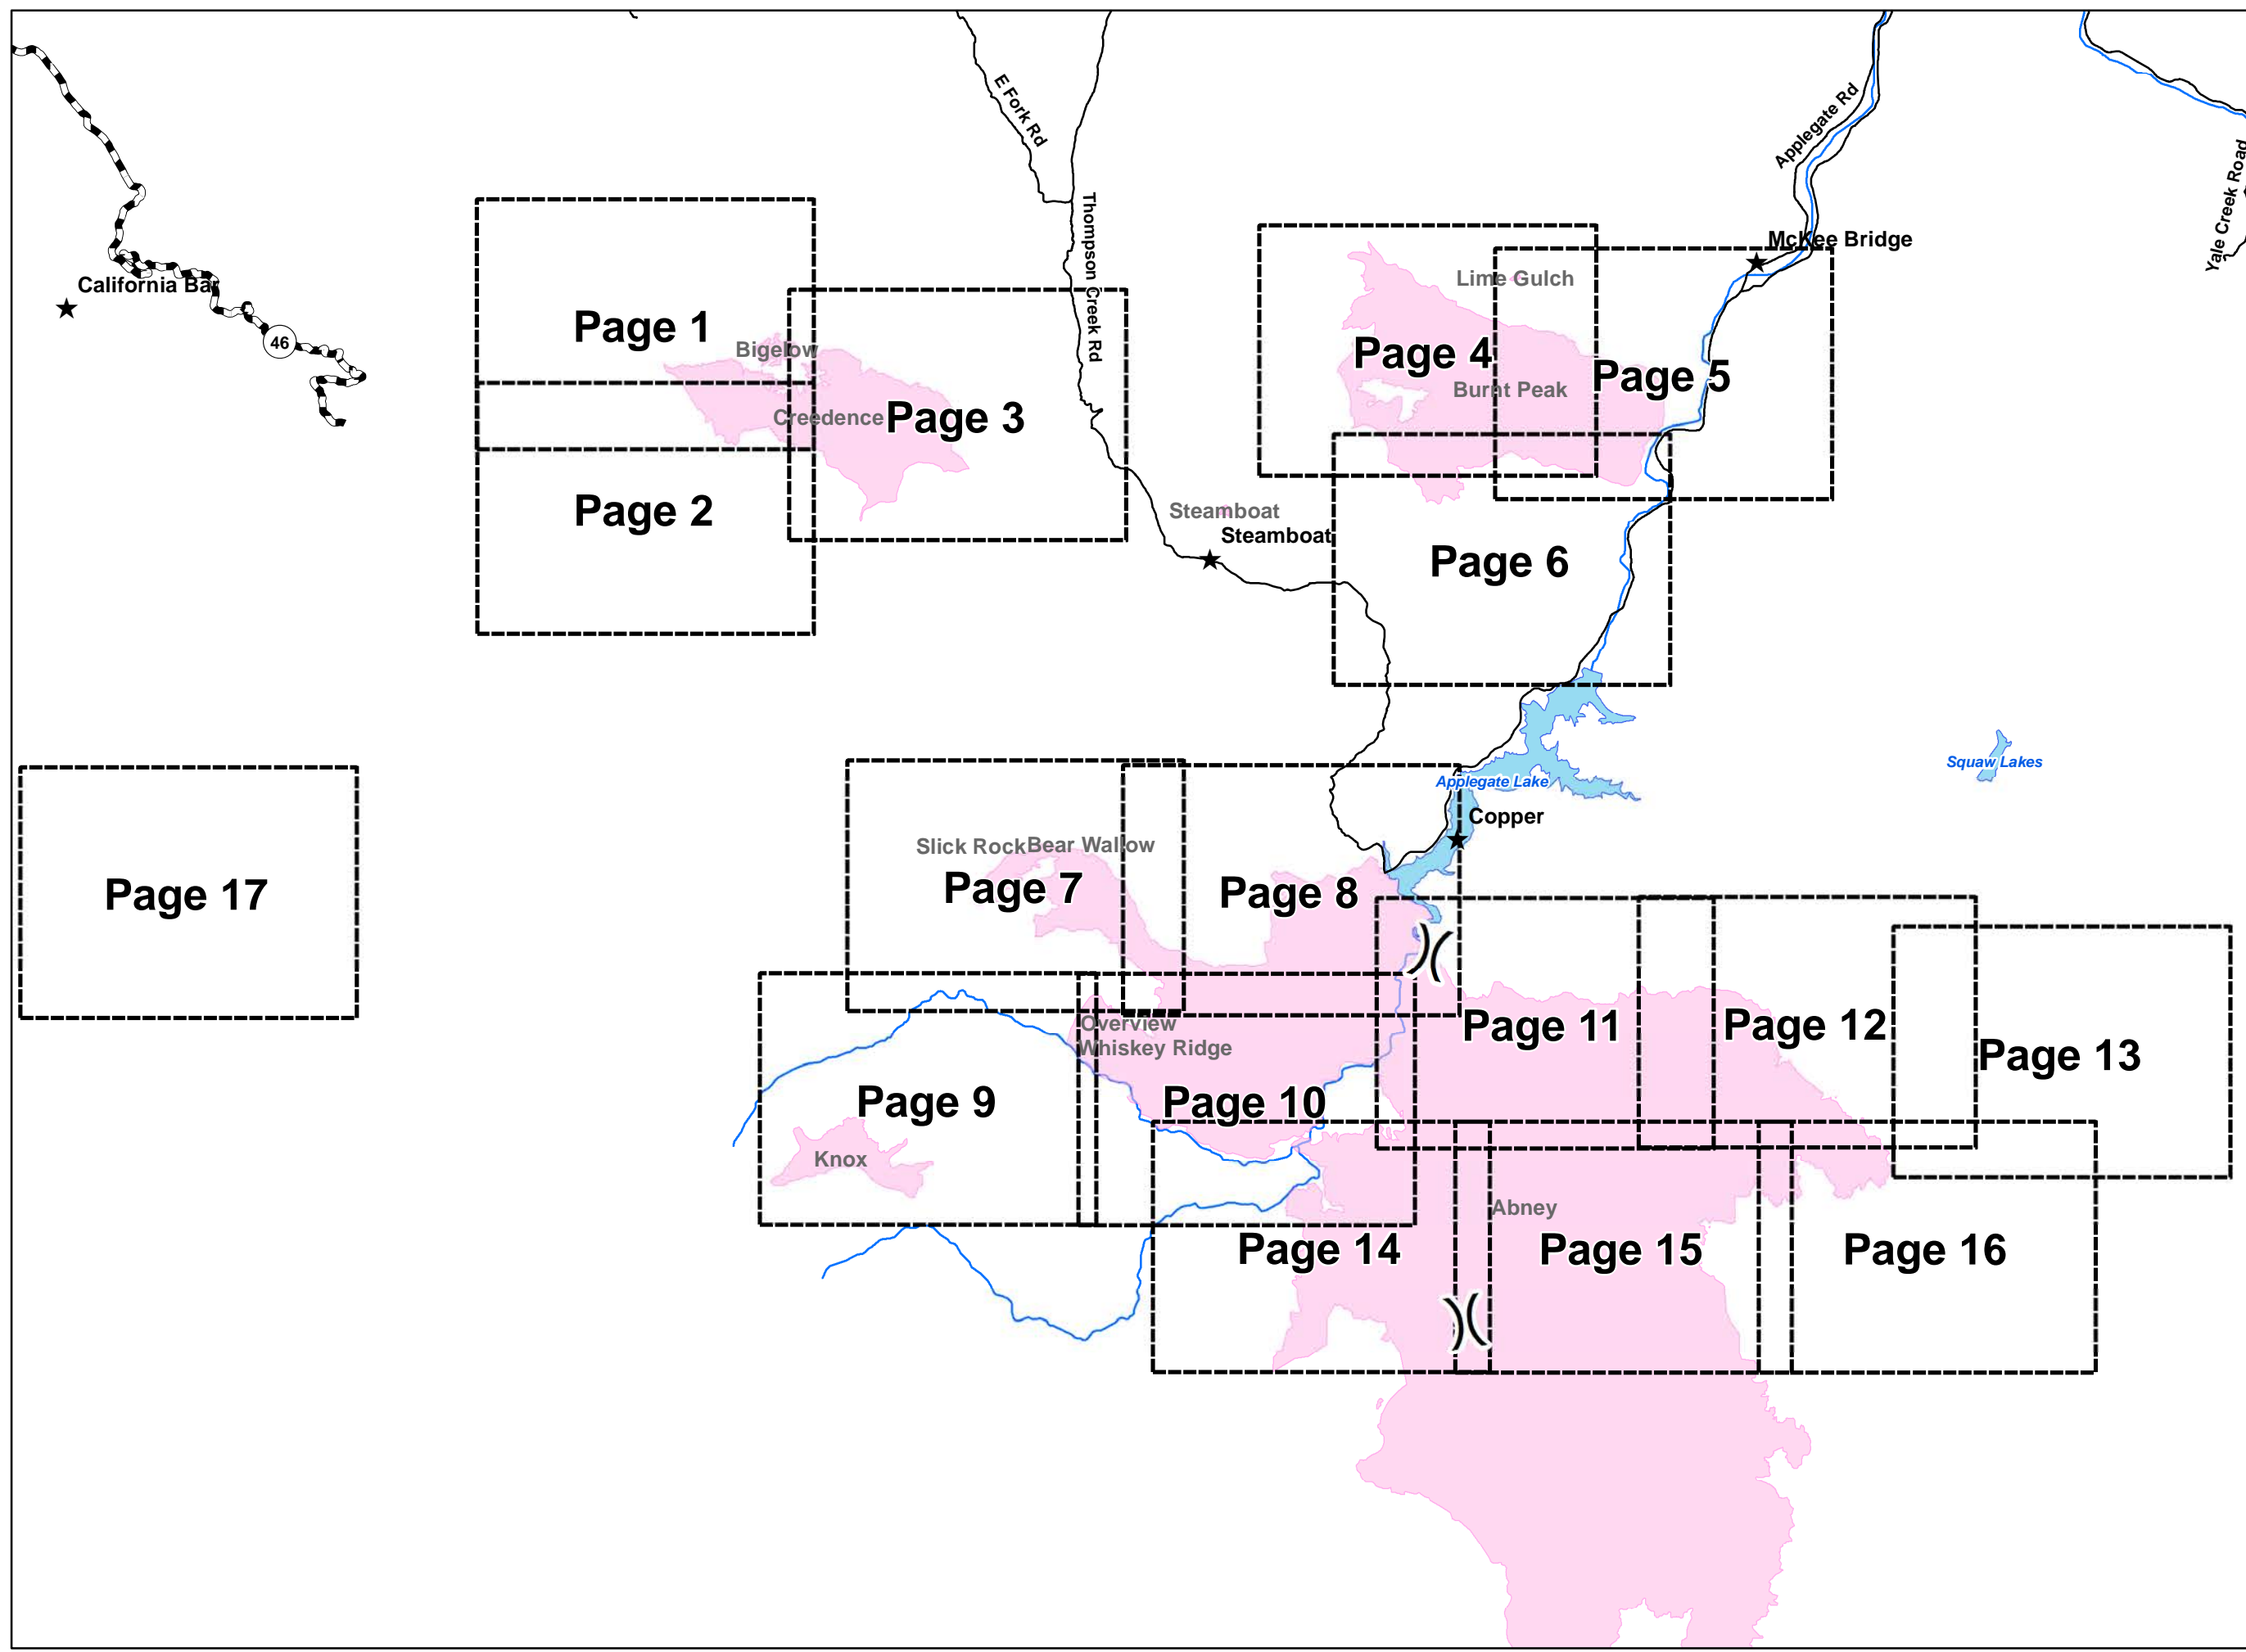 E Fork Rd
Applegate Rd
Yale Creek Road
Thompson Creek Rd
McKee Bridge
California Bar
46
Lime Gulch
Page 1
Bigelow
Page 4
Page 5
Burnt Peak
Creedence
Page 3
Page 2
Steamboat
Steamboat
Page 6
Squaw Lakes
Applegate Lake
Copper
Slick Rock
Bear Wallow
Page 17
Page 7
Page 8
Overview
Whiskey Ridge
Page 11
Page 12
Page 13
Page 9
Page 10
Knox
Abney
Page 14
Page 15
Page 16